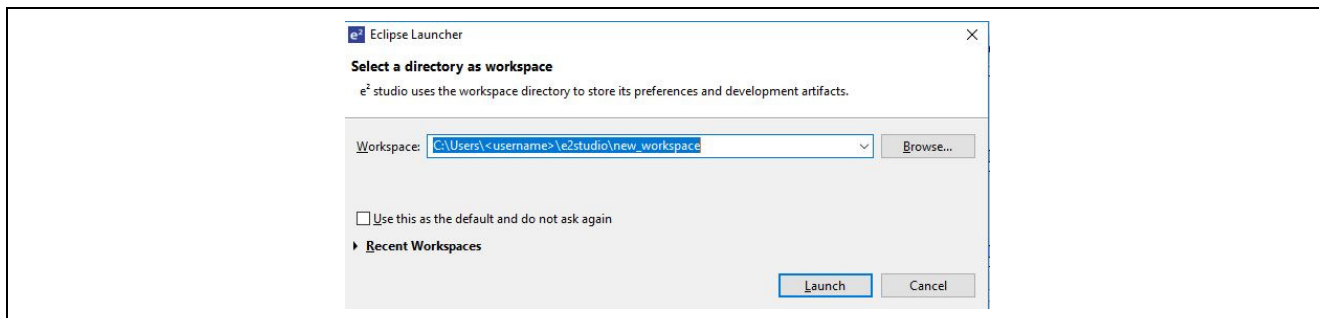 e² Eclipse Launcher
Select a directory as workspace
e² studio uses the workspace directory to store its preferences and development artifacts.
Workspace: C:\Users\<username>\e2studio\new_workspace Browse...
Use this as the default and do not ask again
Recent Workspaces
Launch Cancel